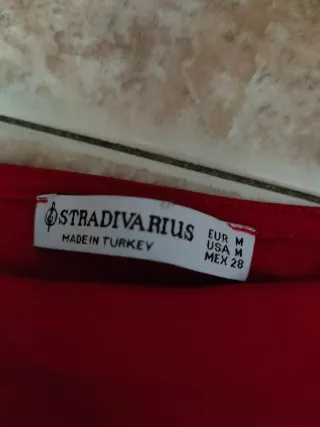 STRADIVARIUS
MADE IN TURKEY
EUR M
USA M
MEX 28